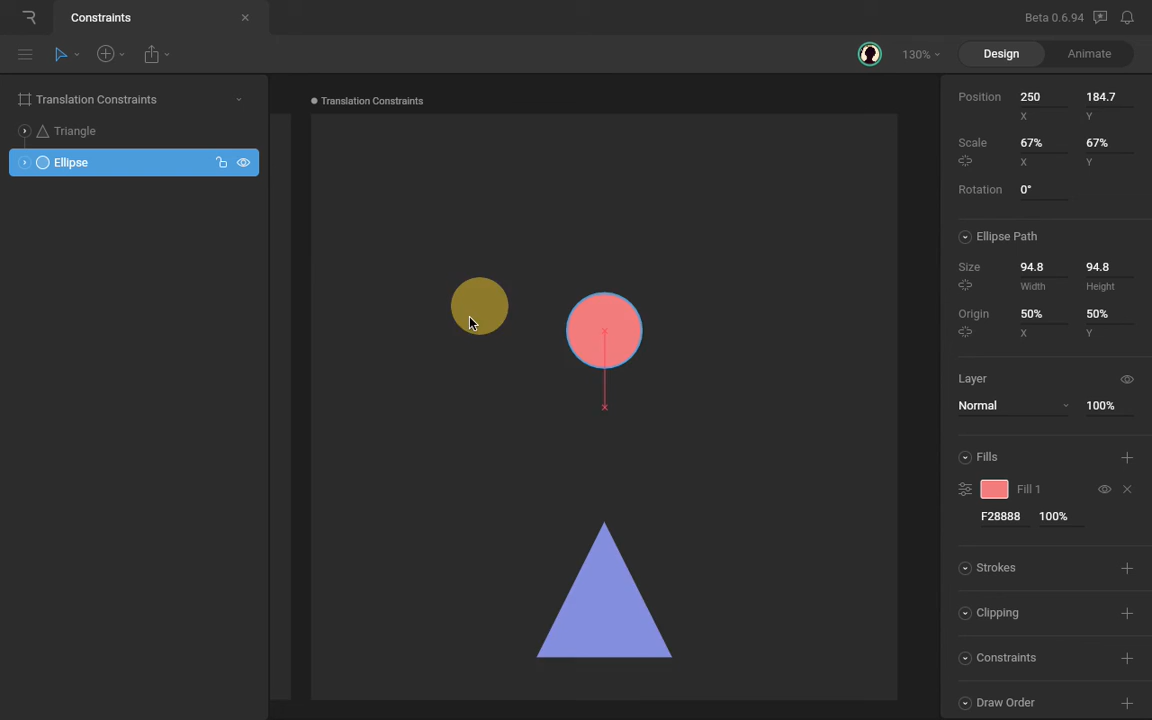 Constraints
Beta 0.6.94
130%
Design
Animate
Translation Constraints
Triangle
Ellipse
Translation Constraints
Position 250 184.7
X Y
Scale 67% 67%
X Y
Rotation 0°
Ellipse Path
Size 94.8 94.8
Width Height
Origin 50% 50%
X Y
Layer
Normal 100%
Fills
Fill 1
F28888 100%
Strokes
Clipping
Constraints
Draw Order